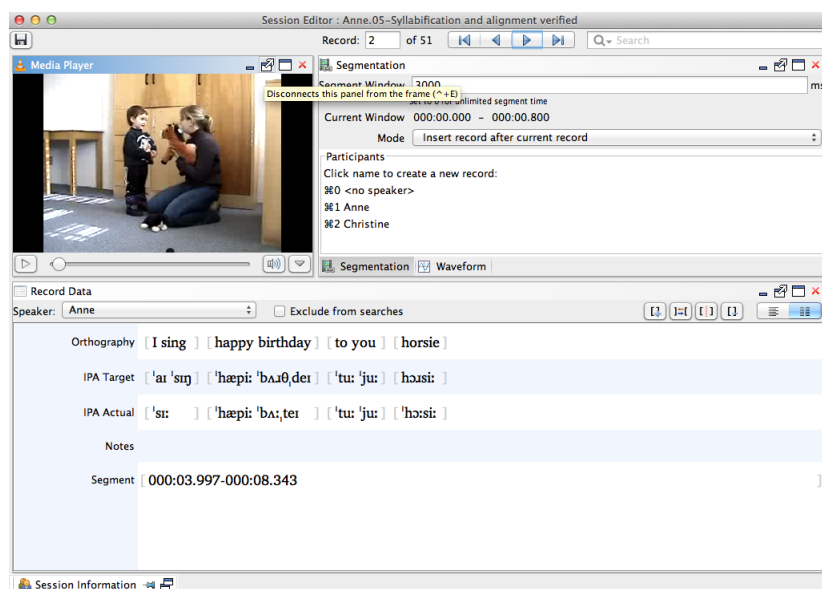 Session Editor : Anne.05-Syllabification and alignment verified
Record: 2 of 51 Search
Media Player
Segmentation
Disconnects this panel from the frame (^+E)
Segment Window 3000 ms
Set to 0 for unlimited segment time
Current Window 000:00.000 - 000:00.800
Mode Insert record after current record
Participants
Click name to create a new record:
⌘0 <no speaker>
⌘1 Anne
⌘2 Christine
Segmentation Waveform
Record Data
Speaker: Anne Exclude from searches
Orthography [I sing ] [happy birthday] [to you ] [horsie]
IPA Target [ˈaɪ ˈsɪŋ] [ˈhæpiː ˈbʌɹθˌdeɪ] [ˈtuː ˈjuː] [hɔɹsiː ]
IPA Actual [ˈsɪː ] [ˈhæpiː ˈbʌːˌteɪ ] [ˈtuː ˈjuː] [ˈhɔːsiː ]
Notes
Segment [000:03.997-000:08.343 ]
Session Information